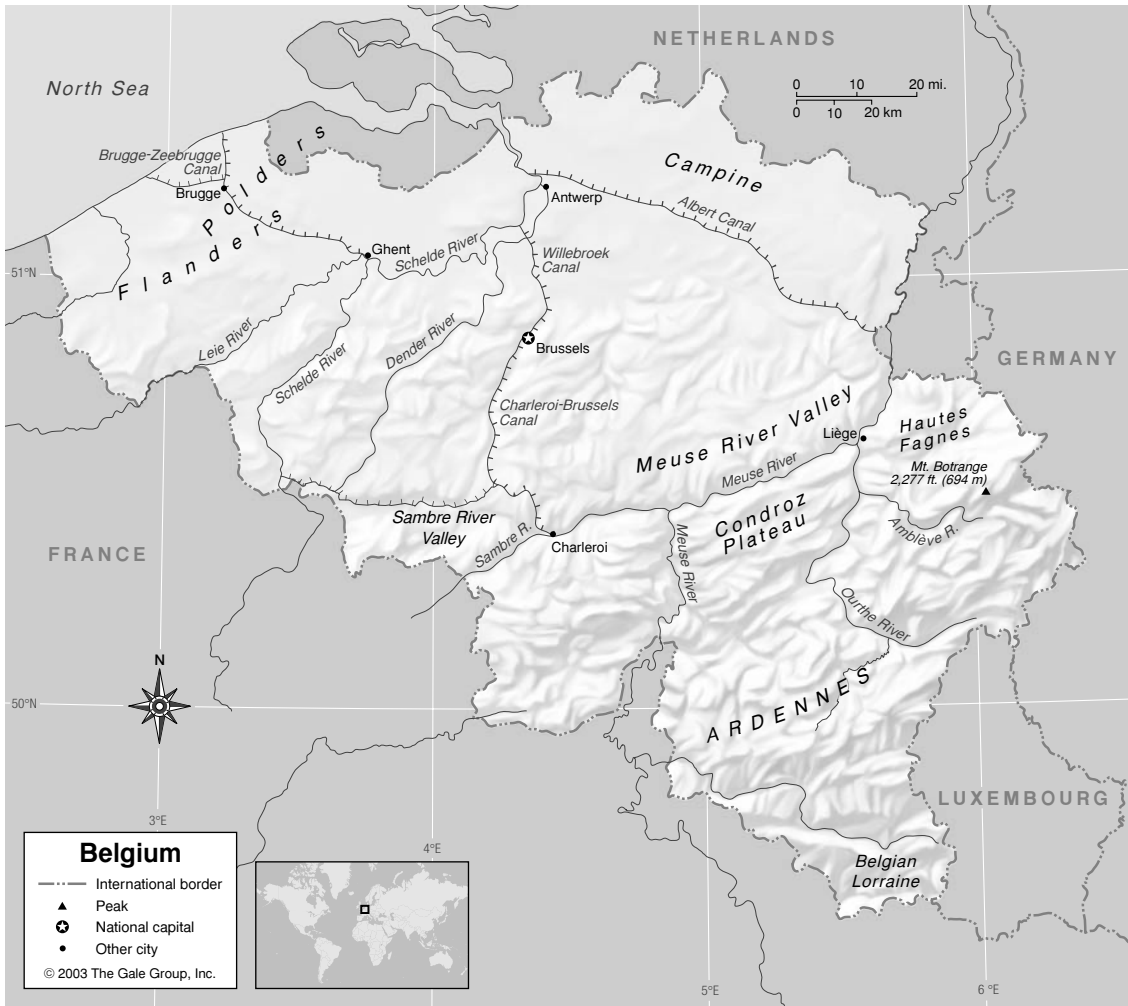 NETHERLANDS
North Sea
0 10 20 mi.
0 10 20 km
Brugge-Zeebrugge
Canal
Polders
Campine
Brugge
Antwerp
Albert Canal
Flanders
Ghent
Schelde River
Willebroek
Canal
51°N
Leie River
Dender River
Brussels
Schelde River
GERMANY
Charleroi-Brussels
Canal
Meuse River Valley
Liège
Hautes
Fagnes
Mt. Botrange
2,277 ft. (694 m)
Meuse River
Condroz
Plateau
Sambre River
Valley
Amblève R.
FRANCE
Sambre R.
Charleroi
Meuse River
Ourthe River
N
50°N
ARDENNES
LUXEMBOURG
3°E
4°E
Belgian
Lorraine
5°E
6 °E
Belgium
International border
Peak
National capital
Other city
© 2003 The Gale Group, Inc.